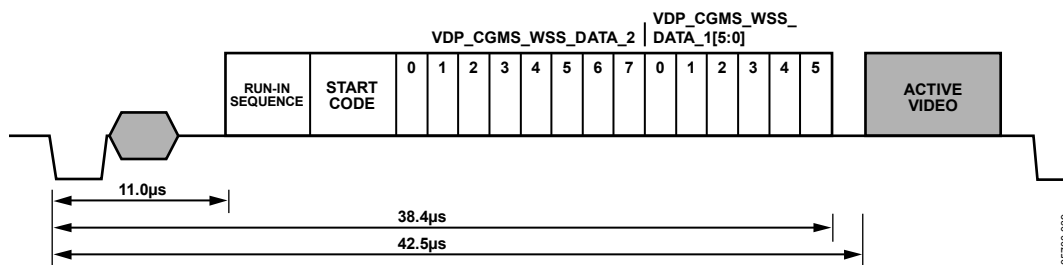 VDP_CGMS_WSS_DATA_2
VDP_CGMS_WSS_
DATA_1[5:0]
RUN-IN
SEQUENCE
START
CODE
0 1 2 3 4 5 6 7 0 1 2 3 4 5
ACTIVE
VIDEO
11.0µs
38.4µs
42.5µs